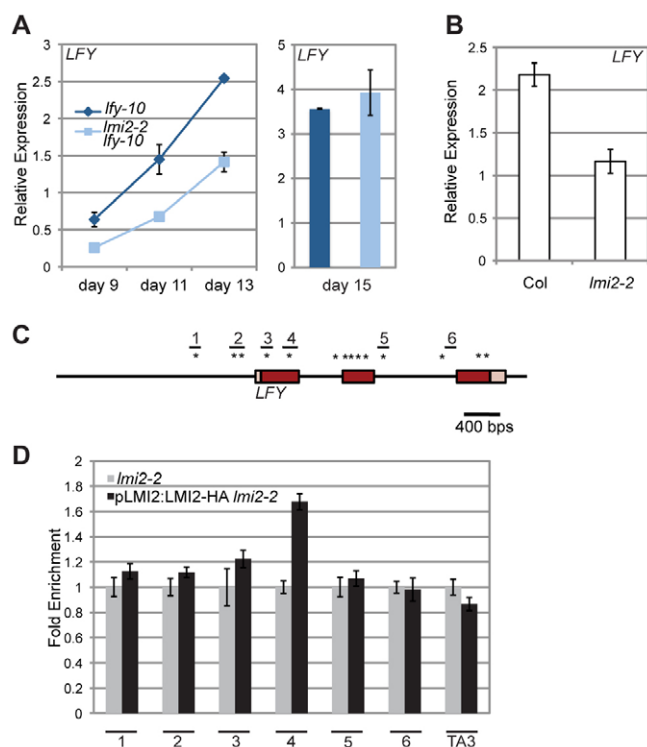 A
LFY
Relative Expression
3
2.5
2
1.5
1
0.5
0
lfy-10
lmi2-2
lfy-10
day 9 day 11 day 13
LFY
5
4
3
2
1
0
day 15
B
LFY
Relative Expression
2.5
2
1.5
1
0.5
0
Col lmi2-2
C
1 2 3 4 5 6
* ** * * * ***** * * **
LFY
400 bps
D
lmi2-2
pLMI2:LMI2-HA lmi2-2
Fold Enrichment
2
1.8
1.6
1.4
1.2
1
0.8
0.6
0.4
0.2
0
1 2 3 4 5 6 TA3